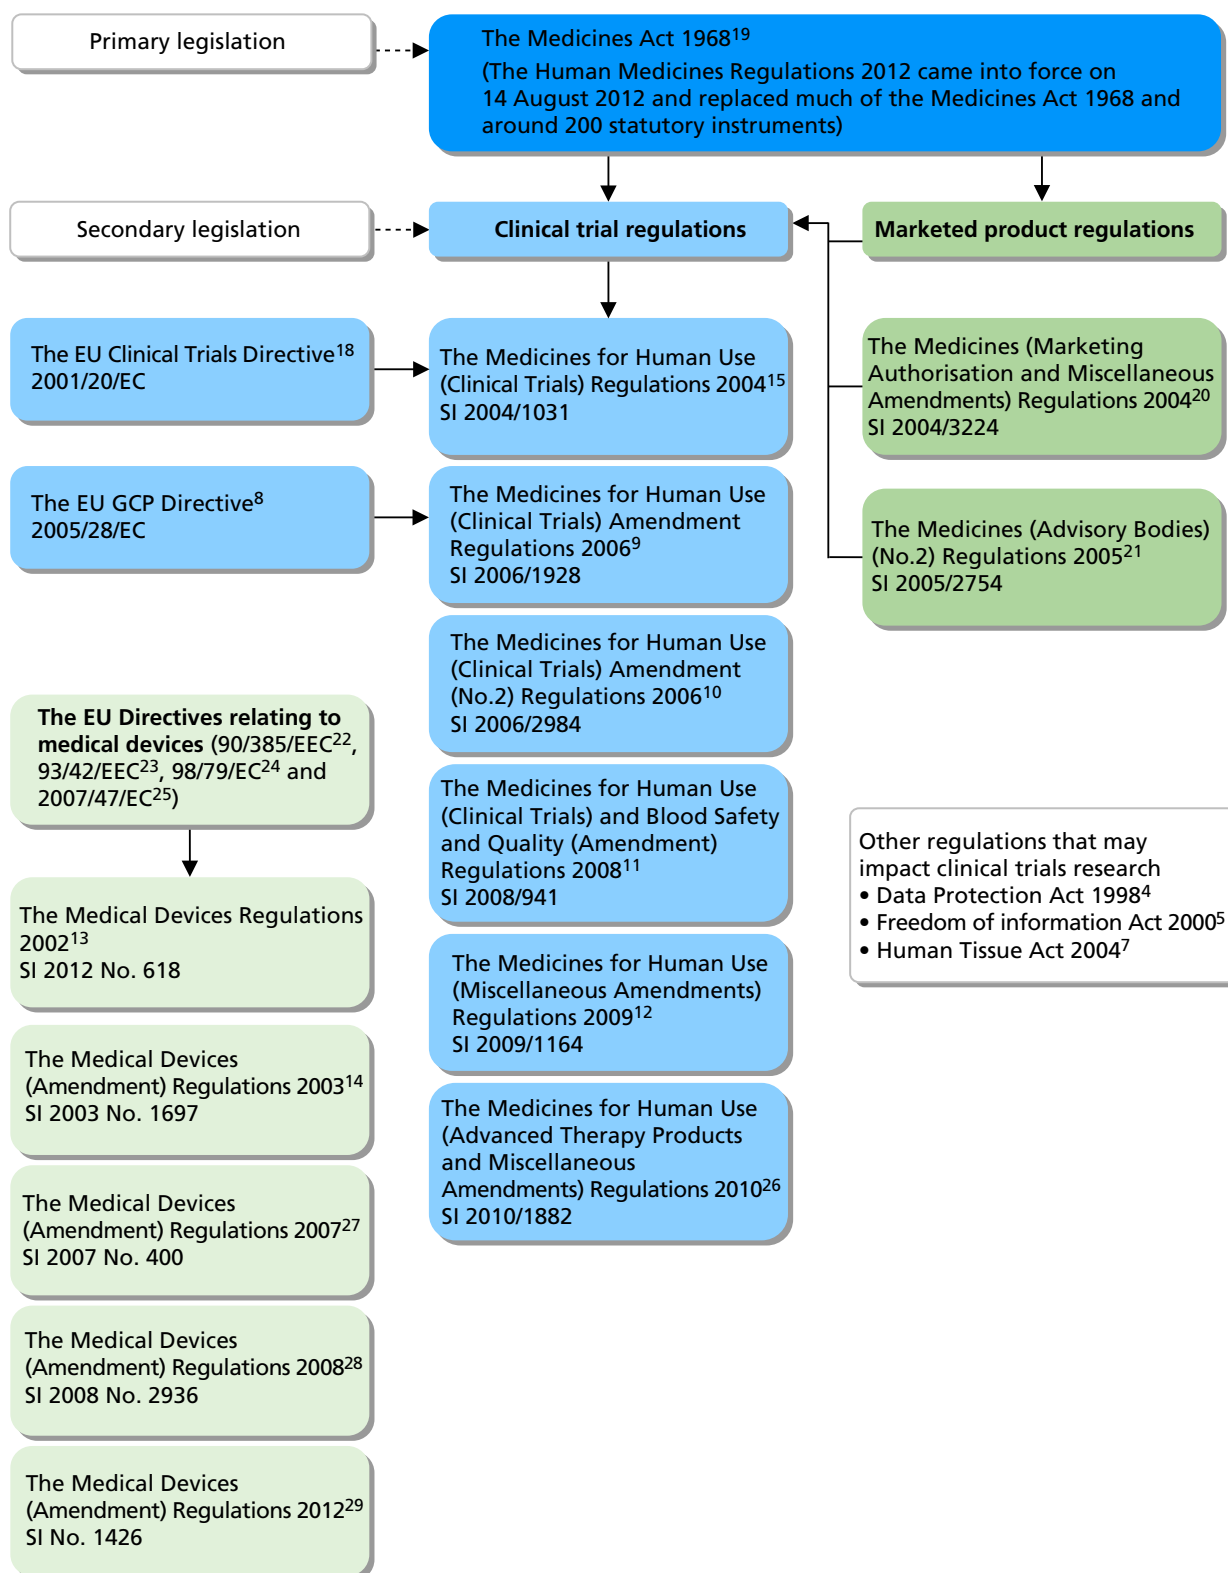 Primary legislation
The Medicines Act 1968¹⁹
(The Human Medicines Regulations 2012 came into force on
14 August 2012 and replaced much of the Medicines Act 1968 and
around 200 statutory instruments)
Secondary legislation
Clinical trial regulations
Marketed product regulations
The EU Clinical Trials Directive¹⁸
2001/20/EC
The Medicines for Human Use
(Clinical Trials) Regulations 2004¹⁵
SI 2004/1031
The Medicines (Marketing
Authorisation and Miscellaneous
Amendments) Regulations 2004²⁰
SI 2004/3224
The EU GCP Directive⁸
2005/28/EC
The Medicines for Human Use
(Clinical Trials) Amendment
Regulations 2006⁹
SI 2006/1928
The Medicines (Advisory Bodies)
(No.2) Regulations 2005²¹
SI 2005/2754
The Medicines for Human Use
(Clinical Trials) Amendment
(No.2) Regulations 2006¹⁰
SI 2006/2984
The EU Directives relating to
medical devices (90/385/EEC²²,
93/42/EEC²³, 98/79/EC²⁴ and
2007/47/EC²⁵)
The Medicines for Human Use
(Clinical Trials) and Blood Safety
and Quality (Amendment)
Regulations 2008¹¹
SI 2008/941
Other regulations that may
impact clinical trials research
• Data Protection Act 1998⁴
• Freedom of information Act 2000⁵
• Human Tissue Act 2004⁷
The Medical Devices Regulations
2002¹³
SI 2012 No. 618
The Medicines for Human Use
(Miscellaneous Amendments)
Regulations 2009¹²
SI 2009/1164
The Medical Devices
(Amendment) Regulations 2003¹⁴
SI 2003 No. 1697
The Medicines for Human Use
(Advanced Therapy Products
and Miscellaneous
Amendments) Regulations 2010²⁶
SI 2010/1882
The Medical Devices
(Amendment) Regulations 2007²⁷
SI 2007 No. 400
The Medical Devices
(Amendment) Regulations 2008²⁸
SI 2008 No. 2936
The Medical Devices
(Amendment) Regulations 2012²⁹
SI No. 1426